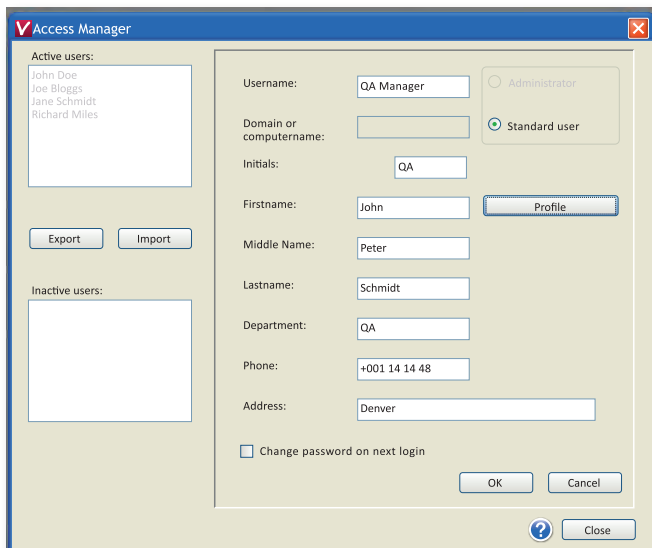 Access Manager
Active users:
John Doe
Joe Bloggs
Jane Schmidt
Richard Miles
Export
Import
Inactive users:
Username:
QA Manager
Administrator
Domain or
computername:
Standard user
Initials:
QA
Firstname:
John
Profile
Middle Name:
Peter
Lastname:
Schmidt
Department:
QA
Phone:
+001 14 14 48
Address:
Denver
Change password on next login
OK
Cancel
?
Close